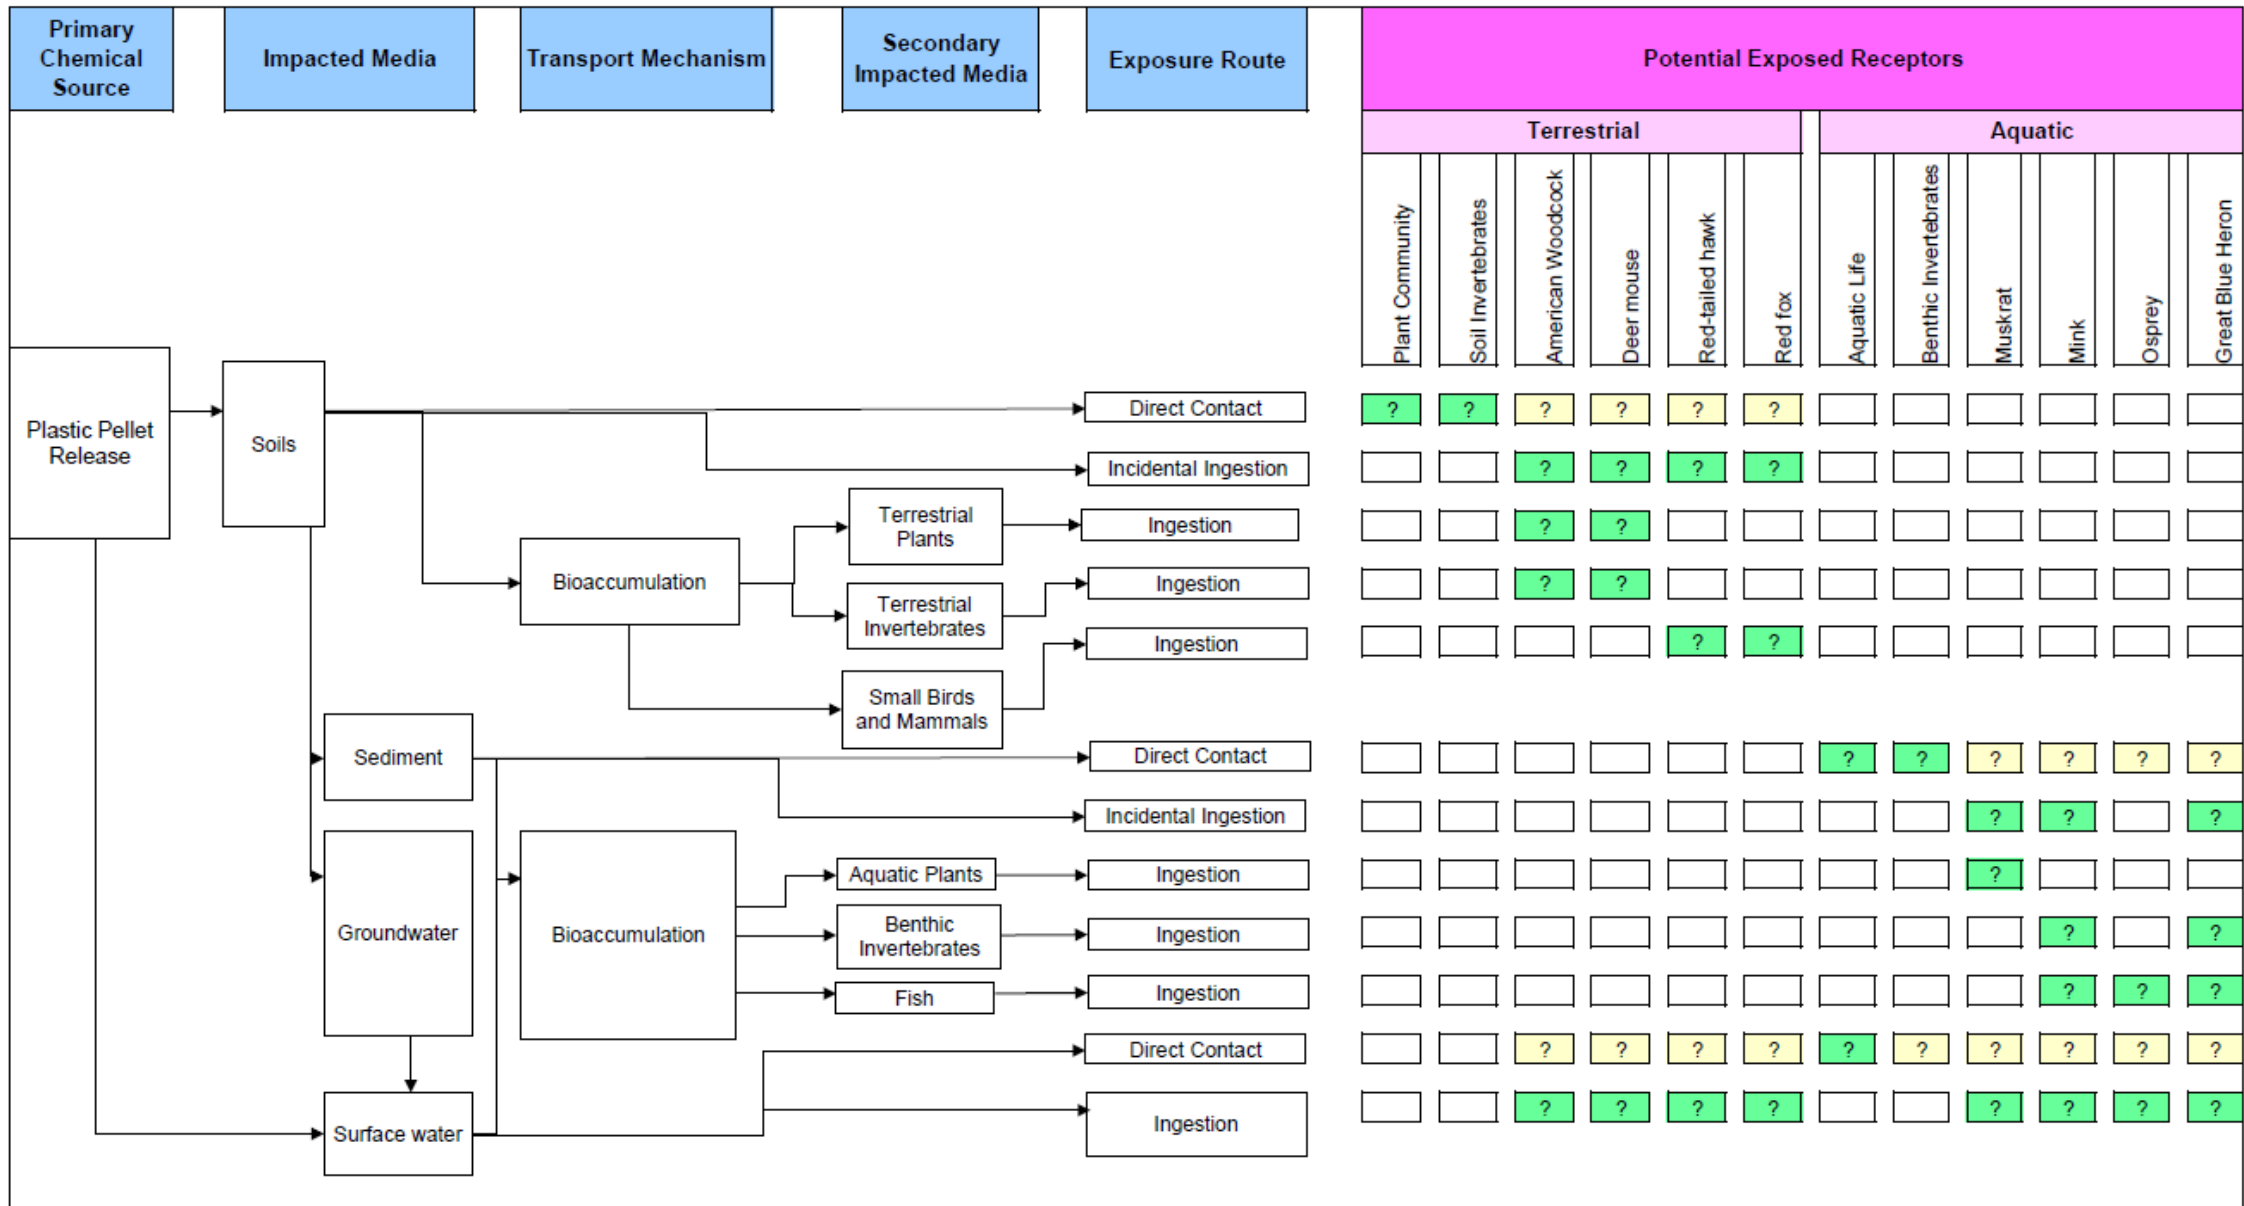 Primary
Chemical
Source
Impacted Media
Transport Mechanism
Secondary
Impacted Media
Exposure Route
Potential Exposed Receptors
Terrestrial
Aquatic
Plant Community
Soil Invertebrates
American Woodcock
Deer mouse
Red-tailed hawk
Red fox
Aquatic Life
Benthic Invertebrates
Muskrat
Mink
Osprey
Great Blue Heron
Plastic Pellet
Release
Soils
Direct Contact
? ? ? ? ? ?
Incidental Ingestion
? ? ? ?
Terrestrial
Plants
Ingestion
? ?
Bioaccumulation
Terrestrial
Invertebrates
Ingestion
? ?
Small Birds
and Mammals
Ingestion
? ?
Sediment
Direct Contact
? ? ? ? ? ?
Incidental Ingestion
? ? ?
Groundwater
Bioaccumulation
Aquatic Plants
Ingestion
?
Benthic
Invertebrates
Ingestion
? ?
Fish
Ingestion
? ? ?
Surface water
Direct Contact
? ? ? ? ? ? ? ? ? ?
Ingestion
? ? ? ? ? ? ? ?